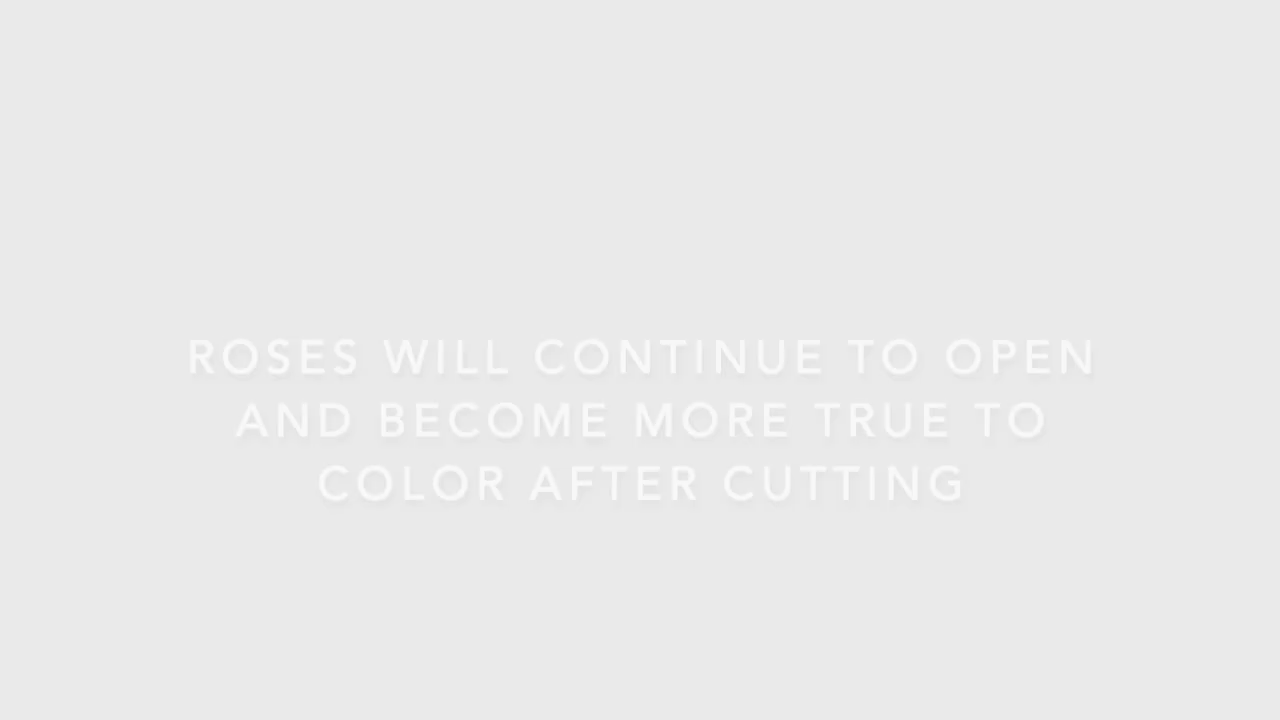 ROSES WILL CONTINUE TO OPEN
AND BECOME MORE TRUE TO
COLOR AFTER CUTTING